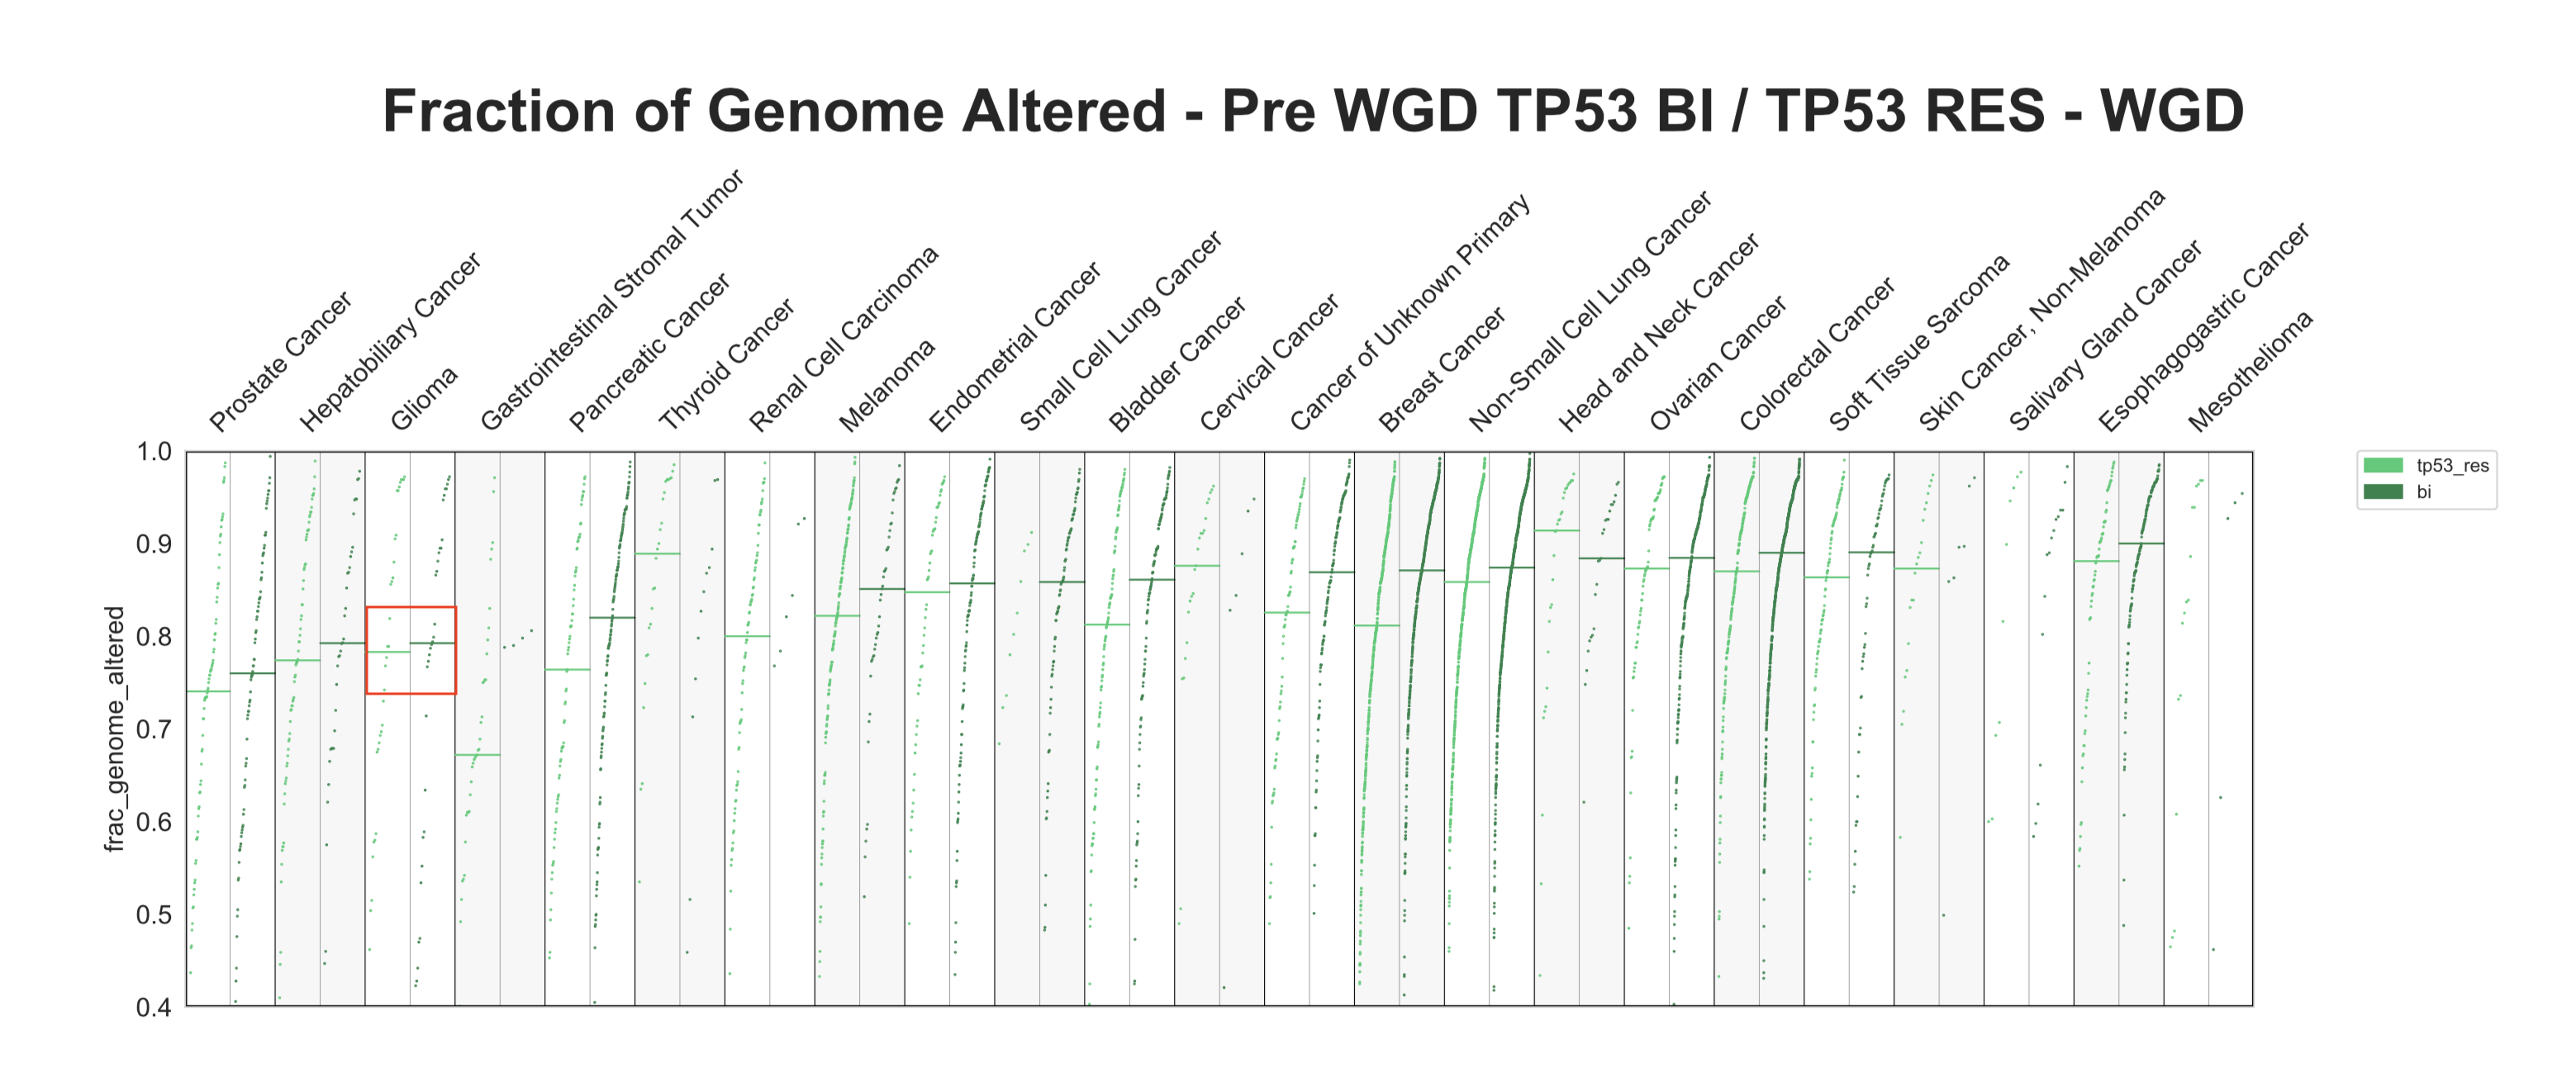 Fraction of Genome Altered - Pre WGD TP53 BI / TP53 RES - WGD
Prostate Cancer
Hepatobiliary Cancer
Glioma
Gastrointestinal Stromal Tumor
Pancreatic Cancer
Thyroid Cancer
Renal Cell Carcinoma
Melanoma
Endometrial Cancer
Small Cell Lung Cancer
Bladder Cancer
Cervical Cancer
Cancer of Unknown Primary
Breast Cancer
Non-Small Cell Lung Cancer
Head and Neck Cancer
Ovarian Cancer
Colorectal Cancer
Soft Tissue Sarcoma
Skin Cancer, Non-Melanoma
Salivary Gland Cancer
Esophagogastric Cancer
Mesothelioma
frac_genome_altered
1.0
0.9
0.8
0.7
0.6
0.5
0.4
tp53_res
bi